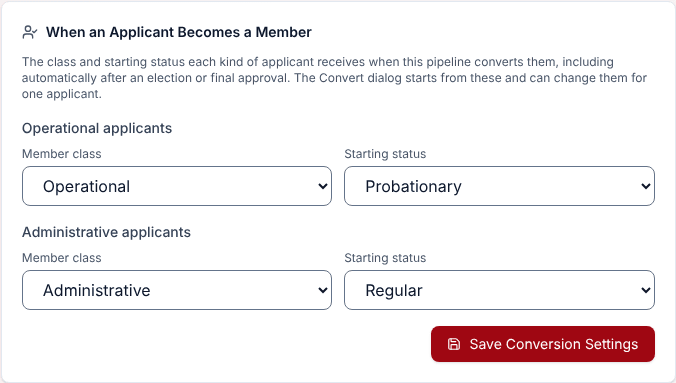 When an Applicant Becomes a Member
The class and starting status each kind of applicant receives when this pipeline converts them, including
automatically after an election or final approval. The Convert dialog starts from these and can change them for
one applicant.
Operational applicants
Member class
Starting status
Operational
Probationary
Administrative applicants
Member class
Starting status
Administrative
Regular
Save Conversion Settings